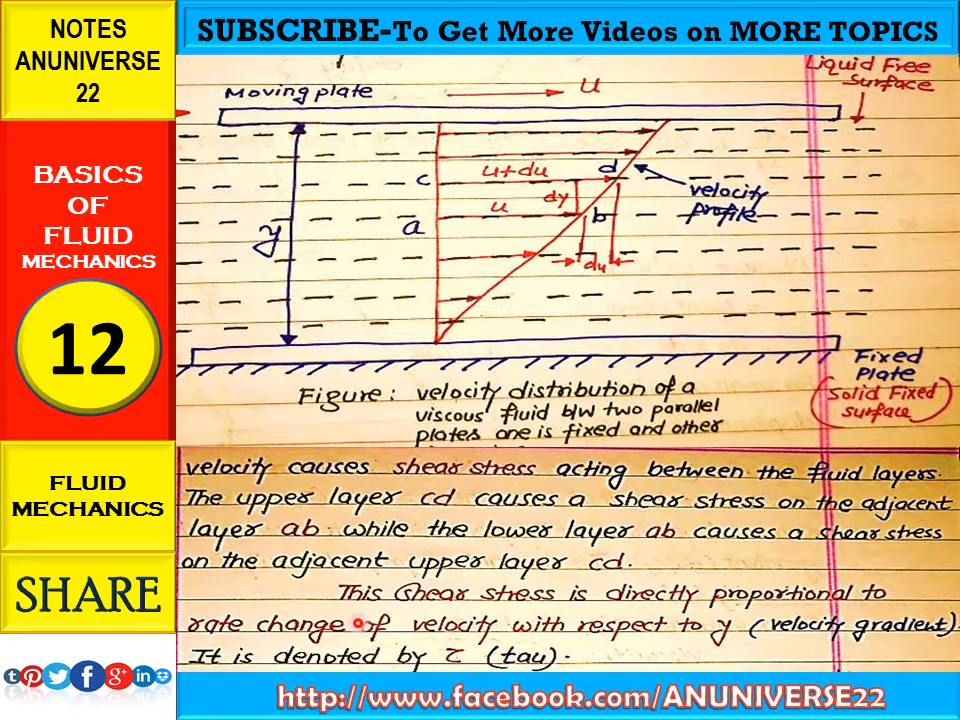 NOTES
ANUNIVERSE
22
SUBSCRIBE-To Get More Videos on MORE TOPICS
BASICS
OF
FLUID
MECHANICS
12
FLUID
MECHANICS
SHARE
Moving plate
u
Liquid Free
Surface
c
u+du
d
dy
velocity
profile
y
a
u
b
du
Fixed
Plate
(Solid Fixed
surface)
Figure: velocity distribution of a
viscous fluid b/w two parallel
plates one is fixed and other
velocity causes shear stress acting between the fluid layers.
The upper layer cd causes a shear stress on the adjacent
layer ab while the lower layer ab causes a shear stress
on the adjacent upper layer cd.
This Shear stress is directly proportional to
rate change of velocity with respect to y (velocity gradient).
It is denoted by τ (tau).
http://www.facebook.com/ANUNIVERSE22